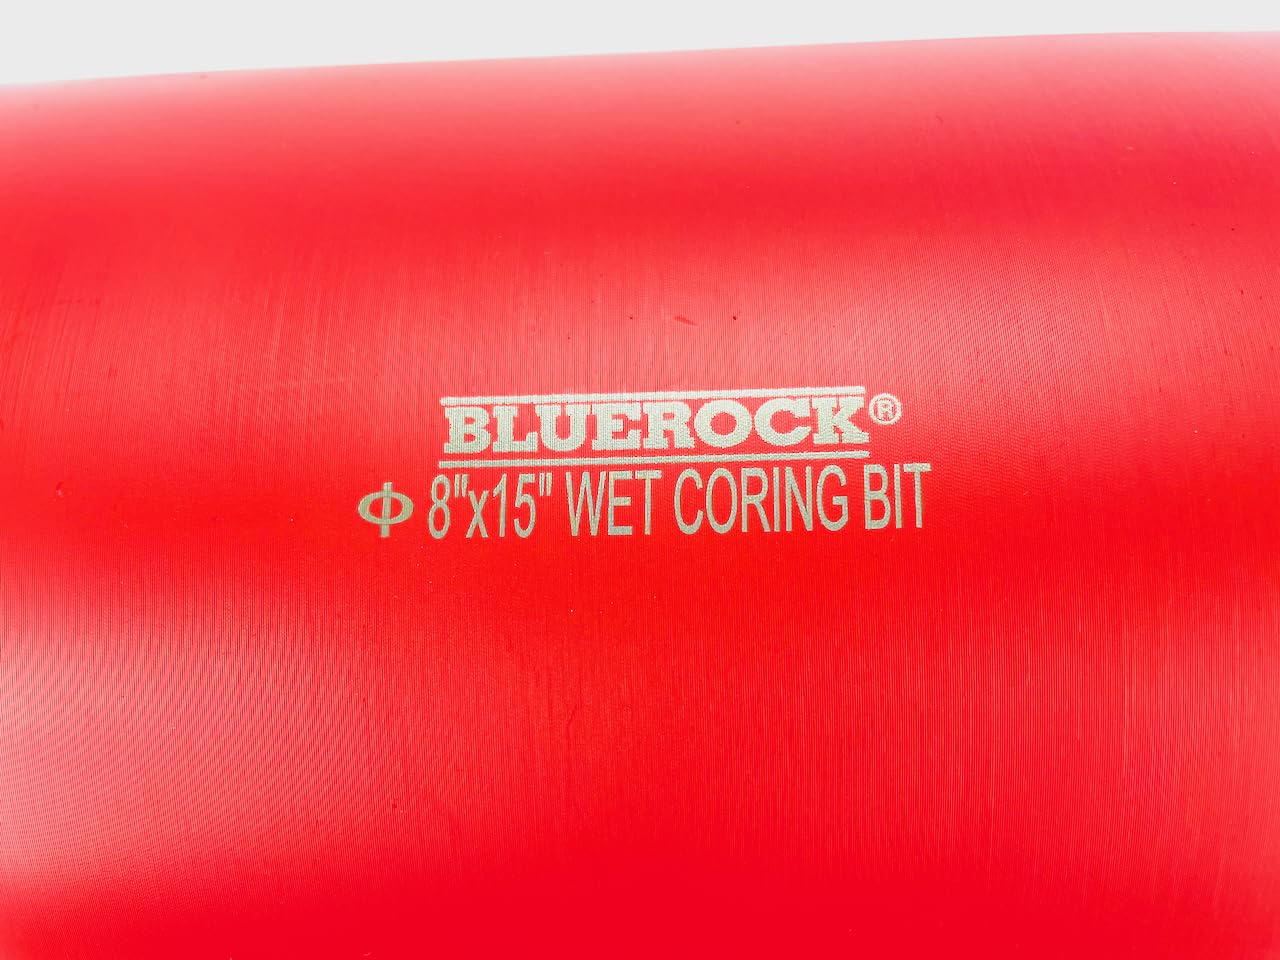 BLUEROCK®
Φ 8"x15" WET CORING BIT